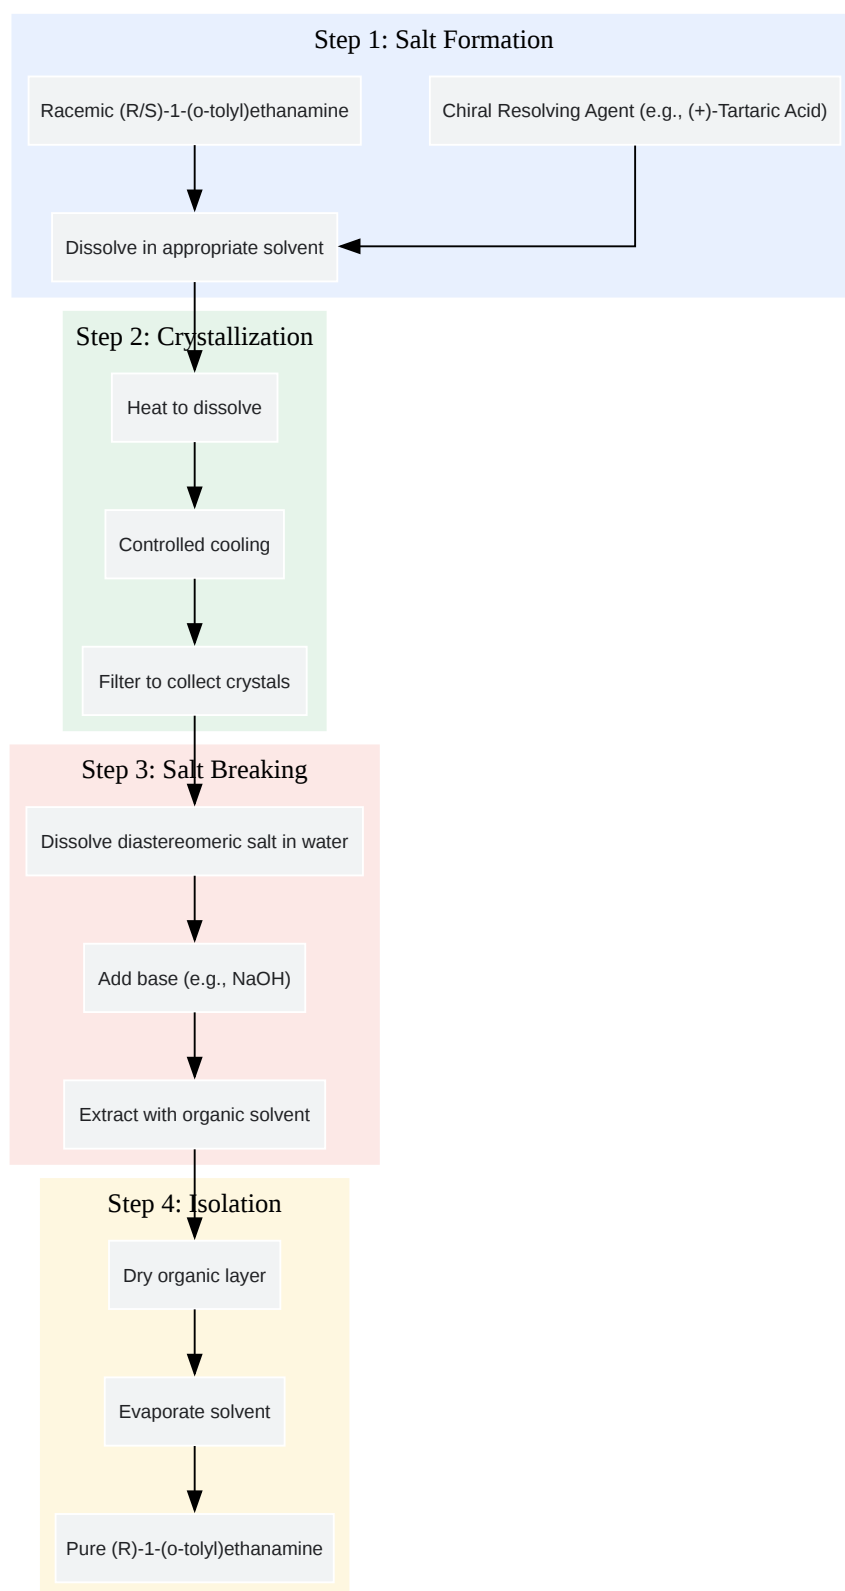 Step 1: Salt Formation
Racemic (R/S)-1-(o-tolyl)ethanamine
Chiral Resolving Agent (e.g., (+)-Tartaric Acid)
Dissolve in appropriate solvent
Step 2: Crystallization
Heat to dissolve
Controlled cooling
Filter to collect crystals
Step 3: Salt Breaking
Dissolve diastereomeric salt in water
Add base (e.g., NaOH)
Extract with organic solvent
Step 4: Isolation
Dry organic layer
Evaporate solvent
Pure (R)-1-(o-tolyl)ethanamine